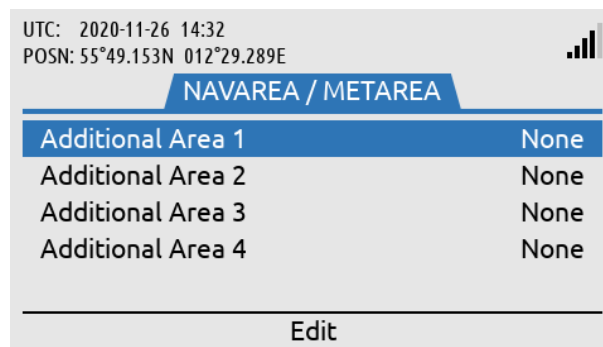 UTC: 2020-11-26 14:32
POSN: 55°49.153N 012°29.289E
NAVAREA / METAREA
Additional Area 1 None
Additional Area 2 None
Additional Area 3 None
Additional Area 4 None
Edit